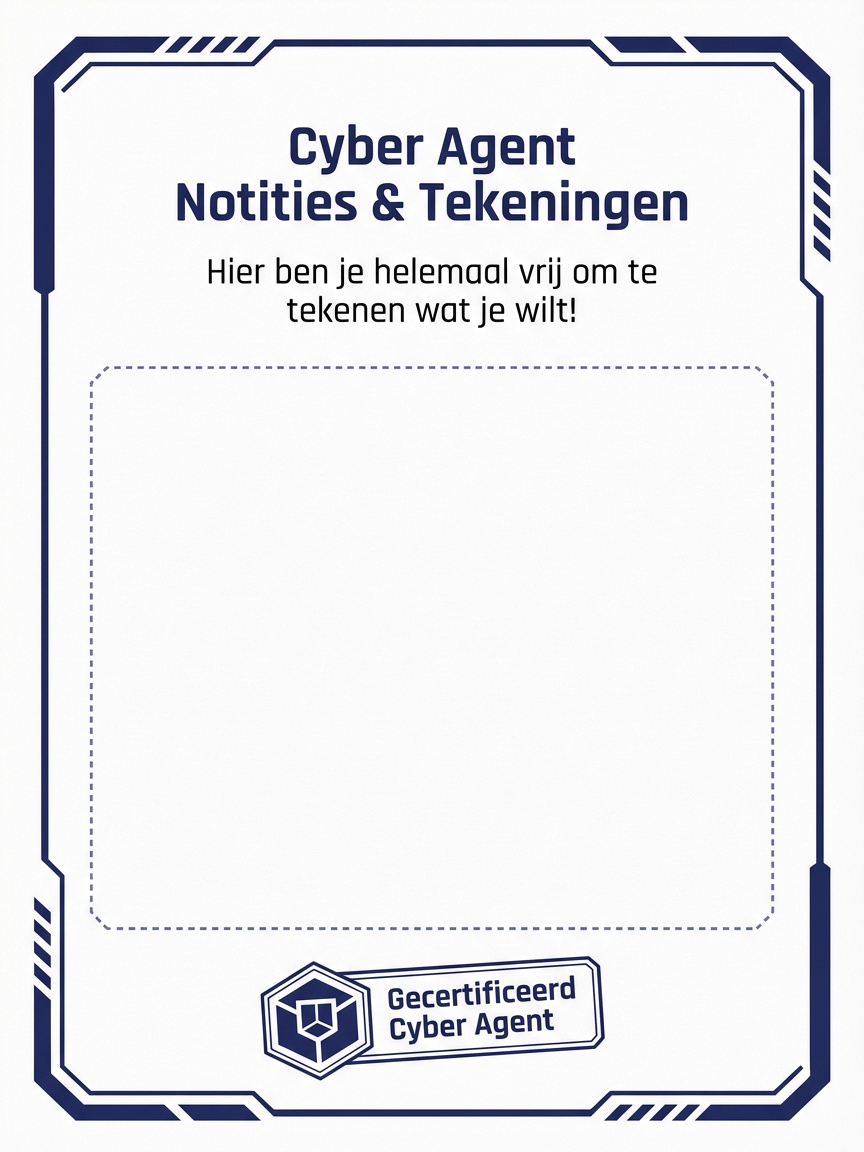 Cyber Agent
Notities & Tekeningen
Hier ben je helemaal vrij om te
tekenen wat je wilt!
Gecertificeerd
Cyber Agent